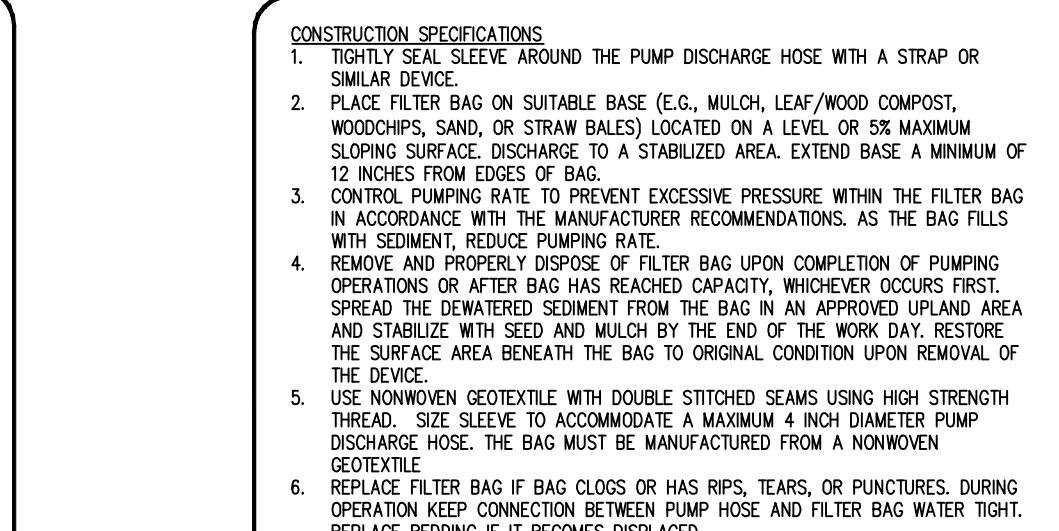 CONSTRUCTION SPECIFICATIONS
1. TIGHTLY SEAL SLEEVE AROUND THE PUMP DISCHARGE HOSE WITH A STRAP OR
SIMILAR DEVICE.
2. PLACE FILTER BAG ON SUITABLE BASE (E.G., MULCH, LEAF/WOOD COMPOST,
WOODCHIPS, SAND, OR STRAW BALES) LOCATED ON A LEVEL OR 5% MAXIMUM
SLOPING SURFACE. DISCHARGE TO A STABILIZED AREA. EXTEND BASE A MINIMUM OF
12 INCHES FROM EDGES OF BAG.
3. CONTROL PUMPING RATE TO PREVENT EXCESSIVE PRESSURE WITHIN THE FILTER BAG
IN ACCORDANCE WITH THE MANUFACTURER RECOMMENDATIONS. AS THE BAG FILLS
WITH SEDIMENT, REDUCE PUMPING RATE.
4. REMOVE AND PROPERLY DISPOSE OF FILTER BAG UPON COMPLETION OF PUMPING
OPERATIONS OR AFTER BAG HAS REACHED CAPACITY, WHICHEVER OCCURS FIRST.
SPREAD THE DEWATERED SEDIMENT FROM THE BAG IN AN APPROVED UPLAND AREA
AND STABILIZE WITH SEED AND MULCH BY THE END OF THE WORK DAY. RESTORE
THE SURFACE AREA BENEATH THE BAG TO ORIGINAL CONDITION UPON REMOVAL OF
THE DEVICE.
5. USE NONWOVEN GEOTEXTILE WITH DOUBLE STITCHED SEAMS USING HIGH STRENGTH
THREAD. SIZE SLEEVE TO ACCOMMODATE A MAXIMUM 4 INCH DIAMETER PUMP
DISCHARGE HOSE. THE BAG MUST BE MANUFACTURED FROM A NONWOVEN
GEOTEXTILE
6. REPLACE FILTER BAG IF BAG CLOGS OR HAS RIPS, TEARS, OR PUNCTURES. DURING
OPERATION KEEP CONNECTION BETWEEN PUMP HOSE AND FILTER BAG WATER TIGHT.
REPLACE BEDDING IF IT BECOMES DISPLACED.